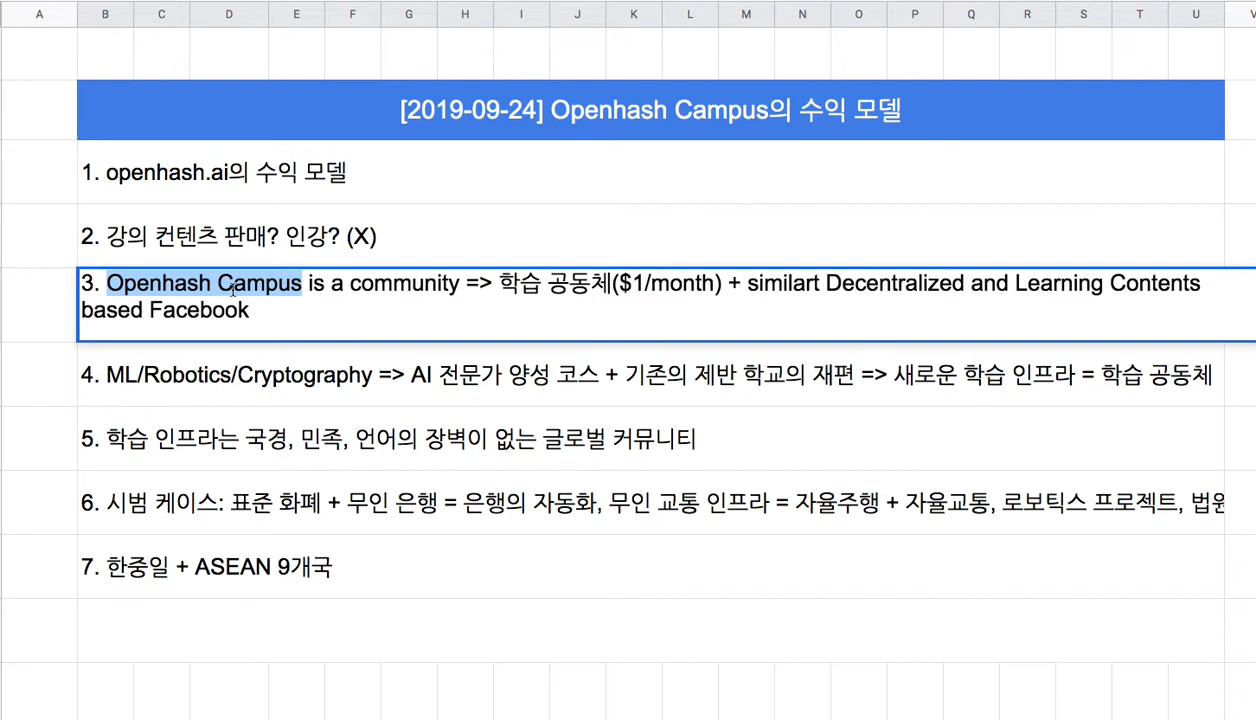 A B C D E F G H I J K L M N O P Q R S T U
[2019-09-24] Openhash Campus의 수익 모델
1. openhash.ai의 수익 모델
2. 강의 컨텐츠 판매? 인강? (X)
3. Openhash Campus is a community => 학습 공동체($1/month) + similart Decentralized and Learning Contents
based Facebook
4. ML/Robotics/Cryptography => AI 전문가 양성 코스 + 기존의 제반 학교의 재편 => 새로운 학습 인프라 = 학습 공동체
5. 학습 인프라는 국경, 민족, 언어의 장벽이 없는 글로벌 커뮤니티
6. 시범 케이스: 표준 화폐 + 무인 은행 = 은행의 자동화, 무인 교통 인프라 = 자율주행 + 자율교통, 로보틱스 프로젝트, 법원
7. 한중일 + ASEAN 9개국